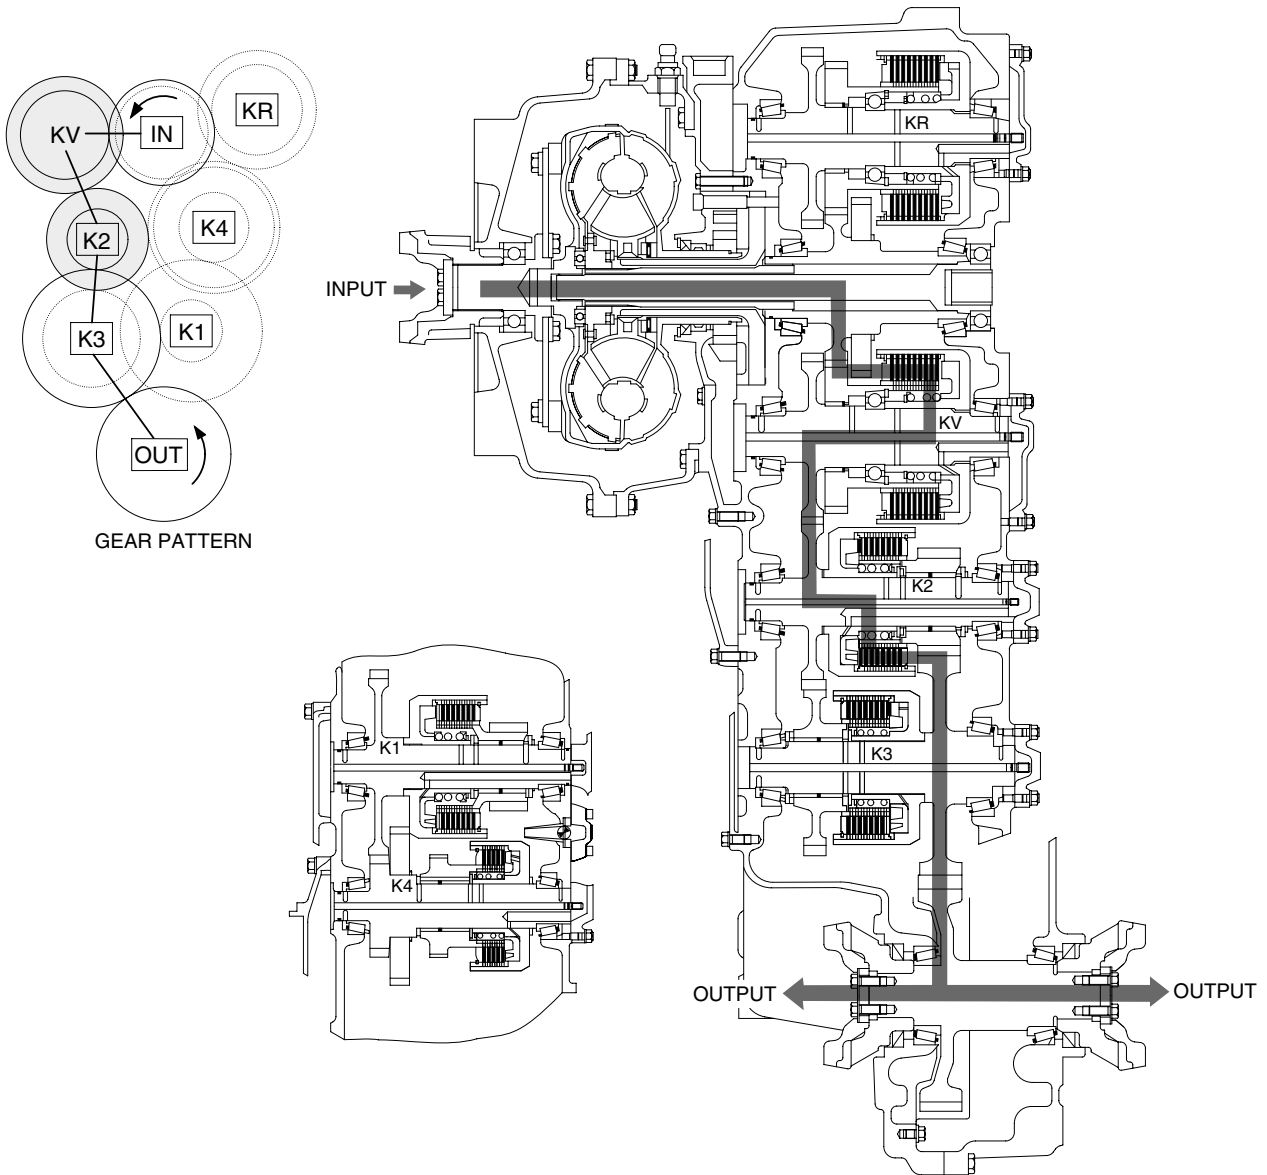 KV
IN
KR
K2
K4
K3
K1
OUT
GEAR PATTERN
INPUT
KR
KV
K2
K3
K1
K4
OUTPUT
OUTPUT